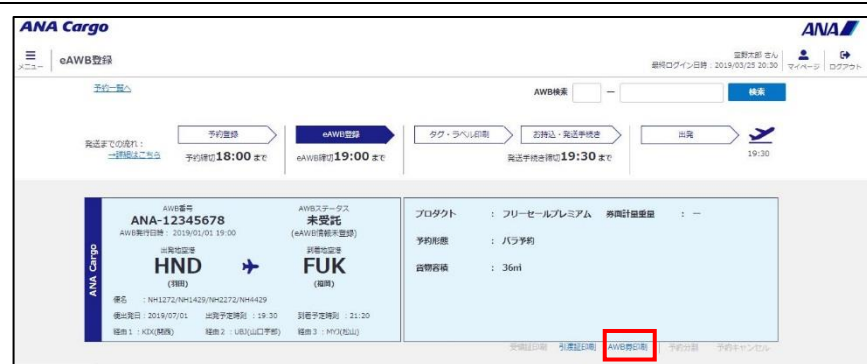 ANA Cargo
ANA
メニュー
eAWB登録
空野太郎 さん
最終ログイン日時：2019/03/25 20:30
マイページ
ログアウト
予約一覧へ
AWB検索
－
検索
発送までの流れ：
→詳細はこちら
予約登録
eAWB登録
タグ・ラベル印刷
お持込・発送手続き
出発
予約締切18:00 まで
eAWB締切19:00 まで
発送手続き締切19:30 まで
19:30
ANA Cargo
AWB番号
ANA-12345678
AWB発行日時：2019/01/01 19:00
AWBステータス
未受託
(eAWB情報未登録)
出発地空港
HND
(羽田)
到着地空港
FUK
(福岡)
便名　：NH1272/NH1429/NH2272/NH4429
便出発日：2019/07/01　出発予定時刻　：19:30　到着予定時刻　：21:20
経由1　：KIX(関西)　経由2　：UBJ(山口宇部)　経由3　：MYJ(松山)
プロダクト　：　フリーセールプレミアム　券面計量重量　：　－
予約形態　：　バラ予約
貨物容積　：　36㎥
受領証印刷　引渡証印刷　AWB券印刷　予約分割　予約キャンセル